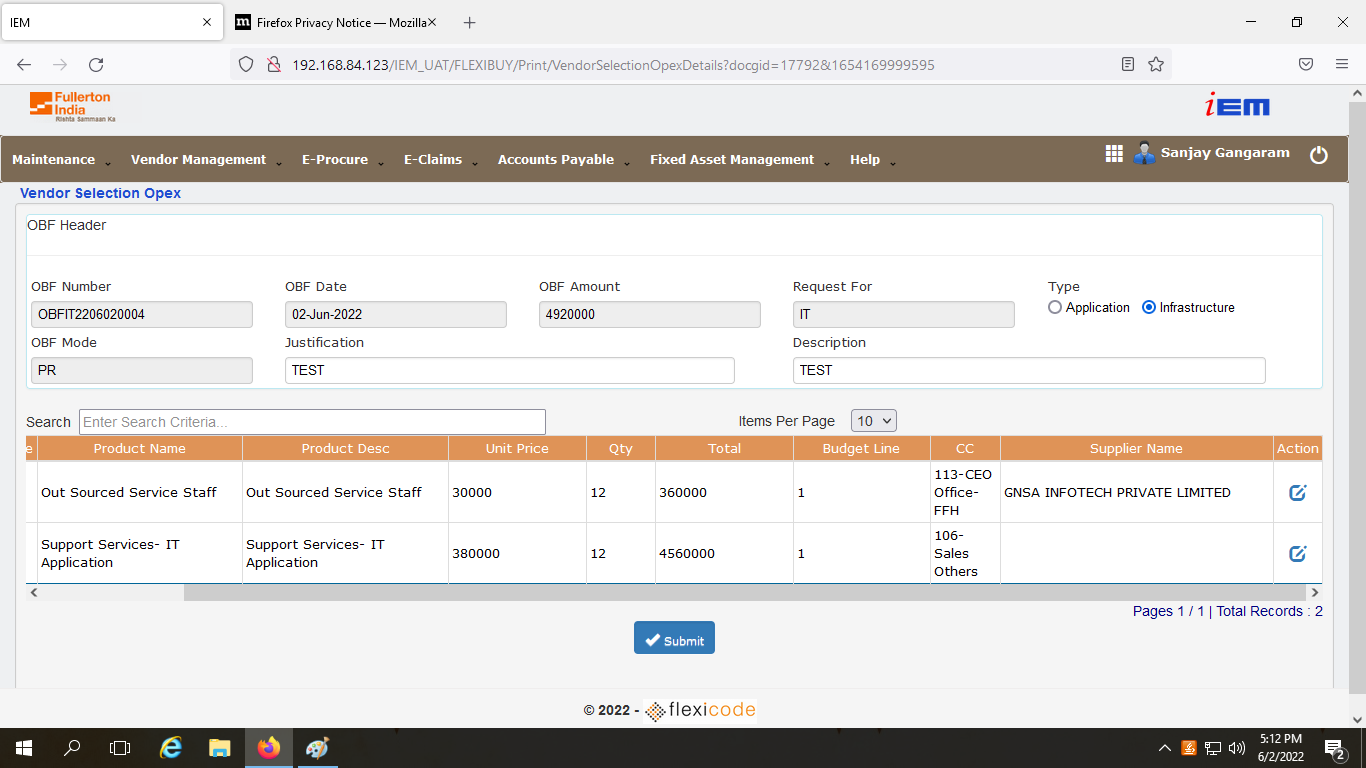 IEM
Firefox Privacy Notice — Mozilla
192.168.84.123/IEM_UAT/FLEXIBUY/Print/VendorSelectionOpexDetails?docgid=17792&1654169999595
Fullerton
India
Rishta Sammaan Ka
iEM
Maintenance Vendor Management E-Procure E-Claims Accounts Payable Fixed Asset Management Help Sanjay Gangaram
Vendor Selection Opex
OBF Header
OBF Number OBF Date OBF Amount Request For Type
OBFIT2206020004 02-Jun-2022 4920000 IT Application Infrastructure
OBF Mode Justification Description
PR TEST TEST
Search Enter Search Criteria... Items Per Page 10
e Product Name Product Desc Unit Price Qty Total Budget Line CC Supplier Name Action
Out Sourced Service Staff Out Sourced Service Staff 30000 12 360000 1 113-CEO Office- FFH GNSA INFOTECH PRIVATE LIMITED
Support Services- IT Application Support Services- IT Application 380000 12 4560000 1 106- Sales Others
Pages 1 / 1 | Total Records : 2
Submit
© 2022 - flexicode
5:12 PM
6/2/2022
2